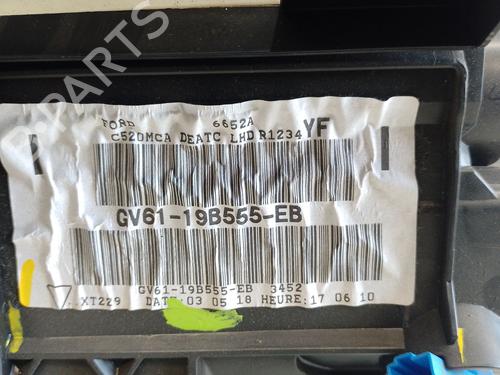 FORD 6652A
C520MCA DEATC LHD R1234 YF
GV61-19B555-EB
GV61-19B555-EB 3452
XT229 DATE:03 05 18 HEURE:17 06 10